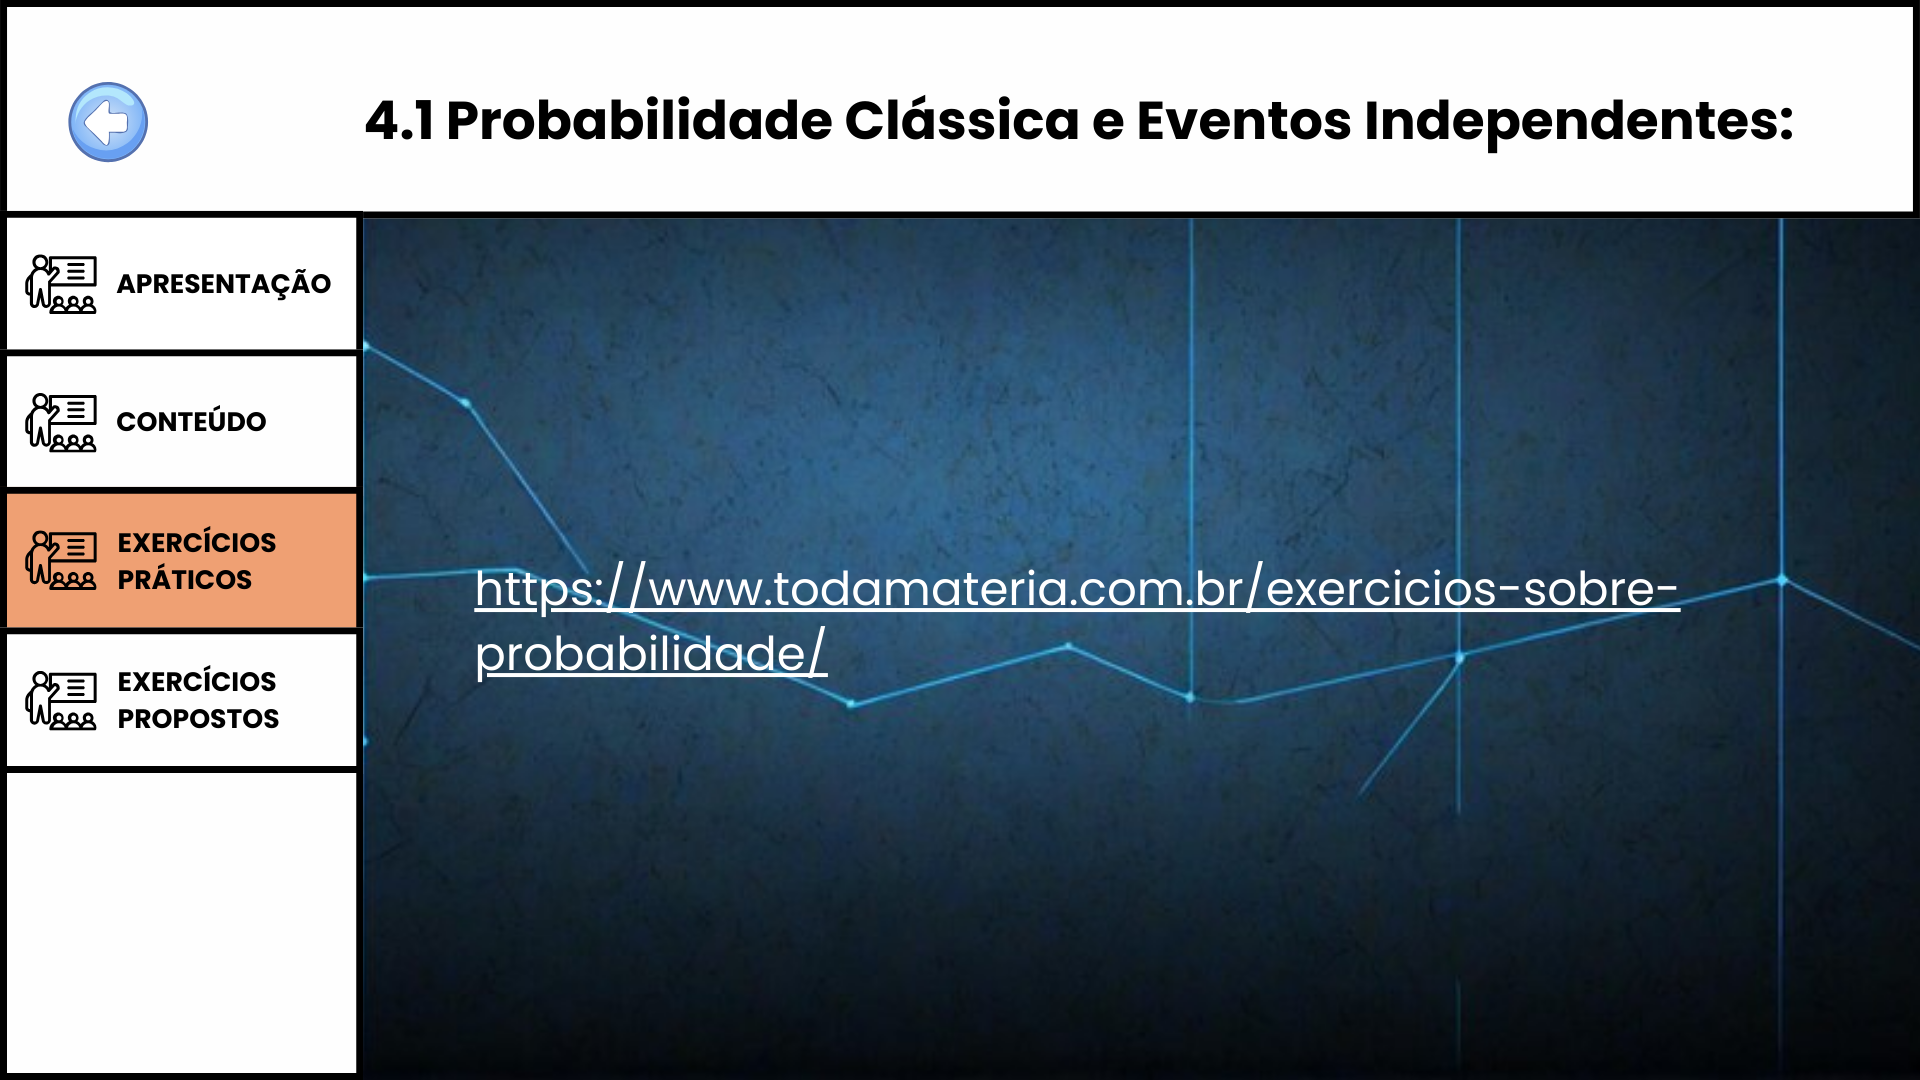 4.1 Probabilidade Clássica e Eventos Independentes:
APRESENTAÇÃO
CONTEÚDO
EXERCÍCIOS
PRÁTICOS
EXERCÍCIOS
PROPOSTOS
https://www.todamateria.com.br/exercicios-sobre-
probabilidade/